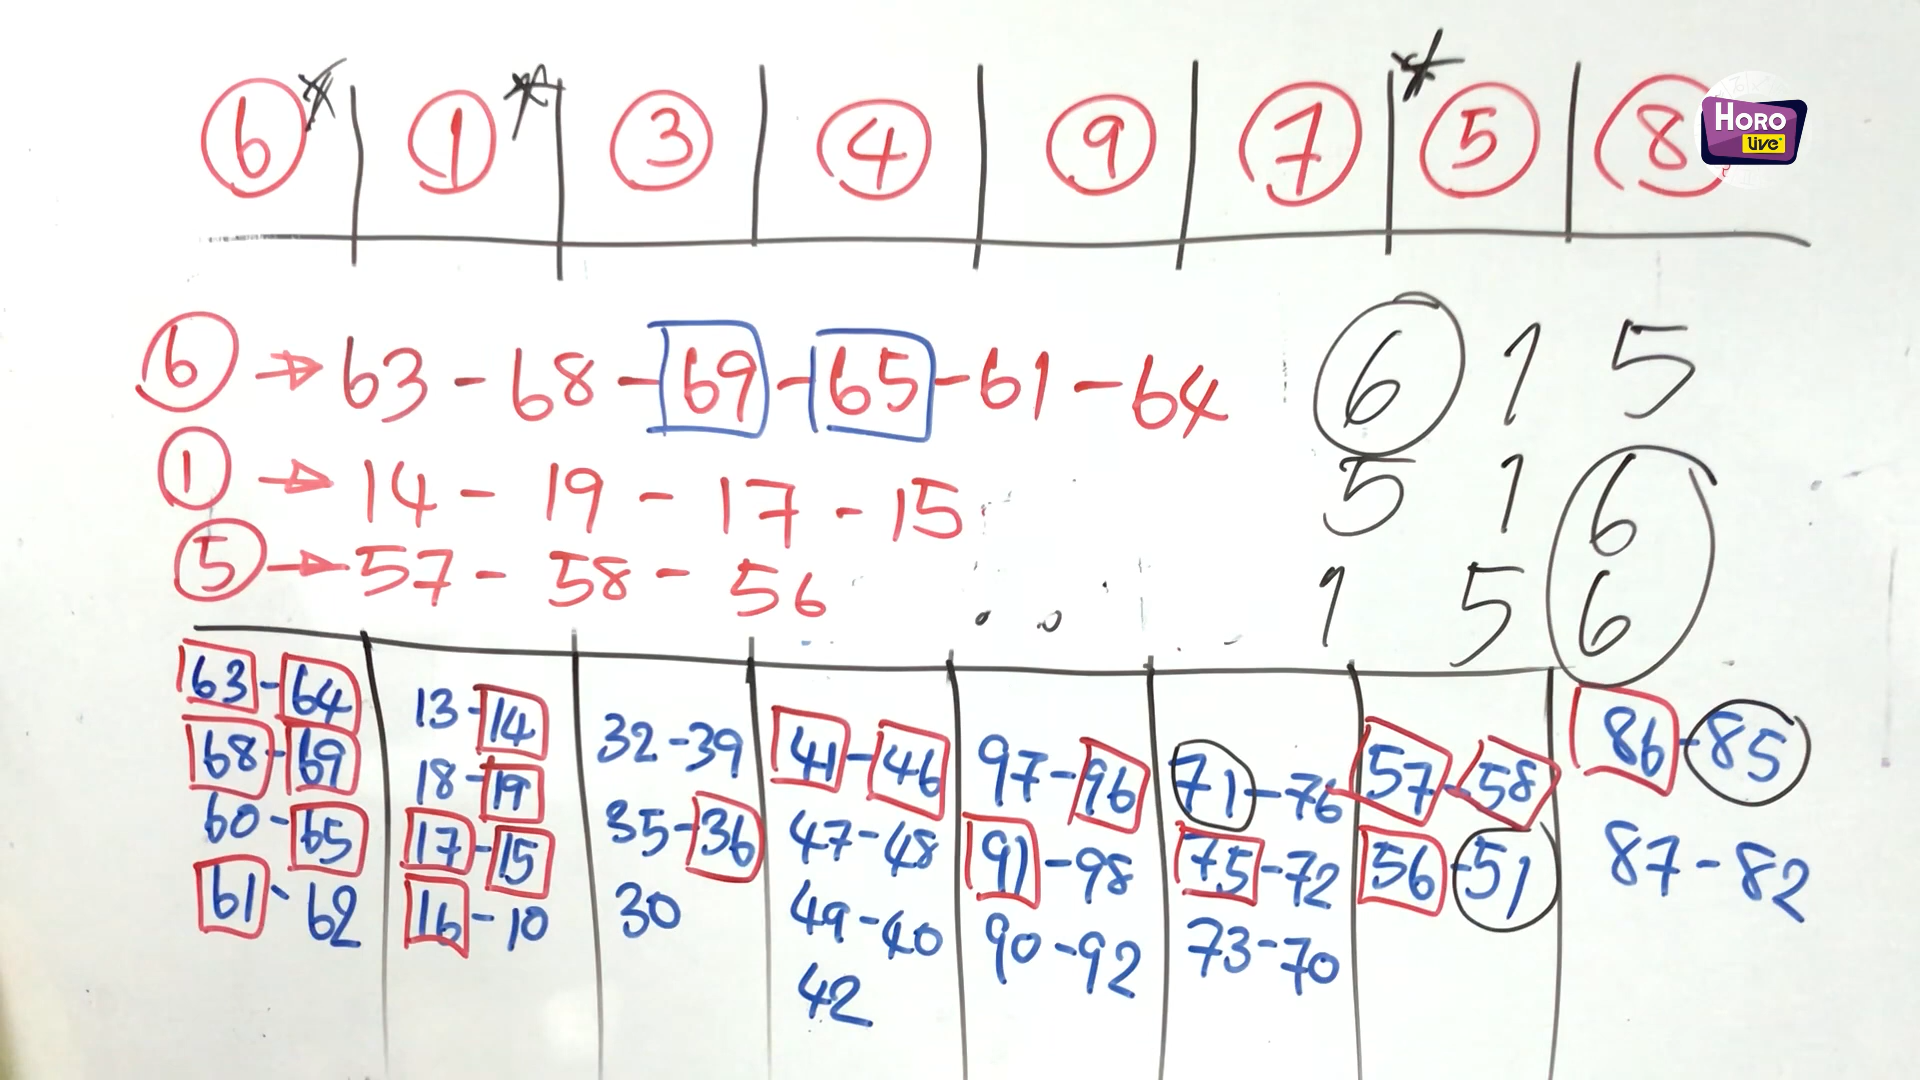 6 1 3 4 9 7 5 8
HORO
live
6 → 63 - 68 - 69 - 65 - 61 - 64
1 → 14 - 19 - 17 - 15
5 → 57 - 58 - 56
6 1 5
5 1 6
1 5 6
63 - 64
68 - 69
60 - 65
61 - 62
13 - 14
18 - 19
17 - 15
16 - 10
32 - 39
35 - 36
30
41 - 46
47 - 48
49 - 40
42
97 - 96
91 - 98
90 - 92
71 - 76
75 - 72
73 - 70
57 - 58
56 - 51
86 - 85
87 - 82